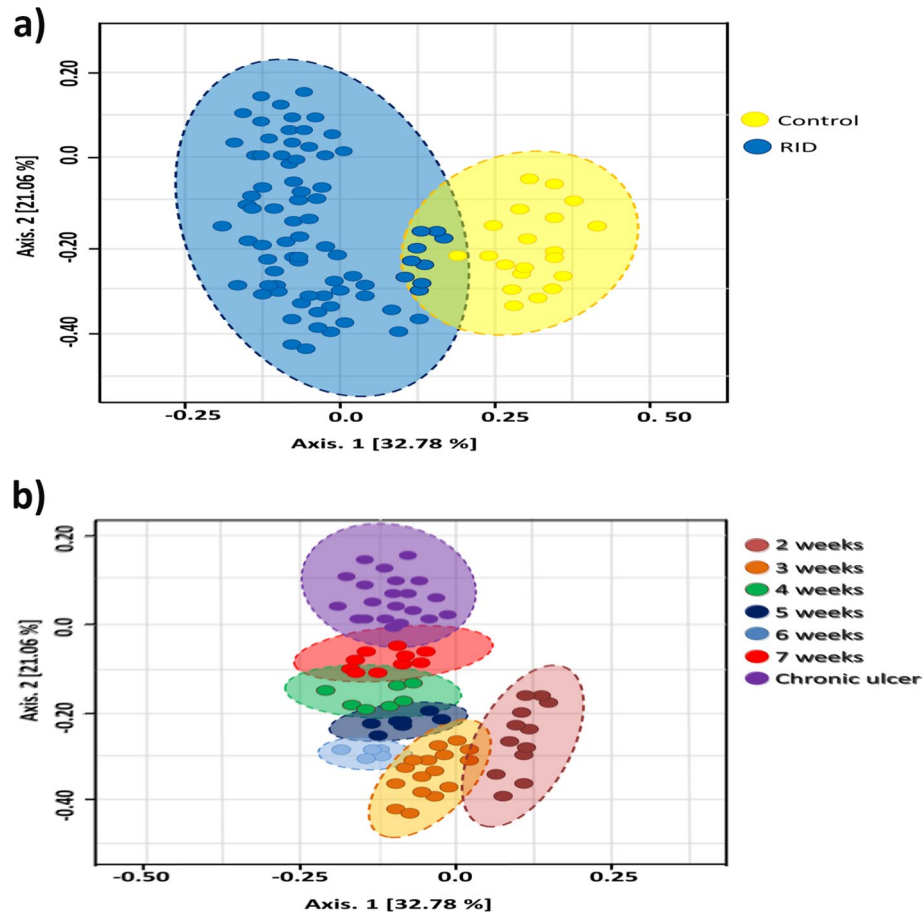 a)
0.20
0.0
-0.20
-0.40
Axis. 2 [21.06 %]
-0.25
0.0
0.25
0.50
Axis. 1 [32.78 %]
Control
RID
b)
0.20
0.0
-0.20
-0.40
Axis. 2 [21.06 %]
-0.50
-0.25
0.0
0.25
Axis. 1 [32.78 %]
2 weeks
3 weeks
4 weeks
5 weeks
6 weeks
7 weeks
Chronic ulcer